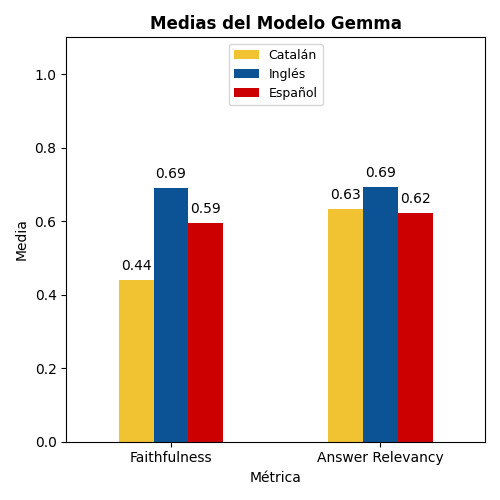 Medias del Modelo Gemma
Catalán
Inglés
Español
Media
1.0
0.8
0.6
0.4
0.2
0.0
0.44
0.69
0.59
0.63
0.69
0.62
Faithfulness
Answer Relevancy
Métrica